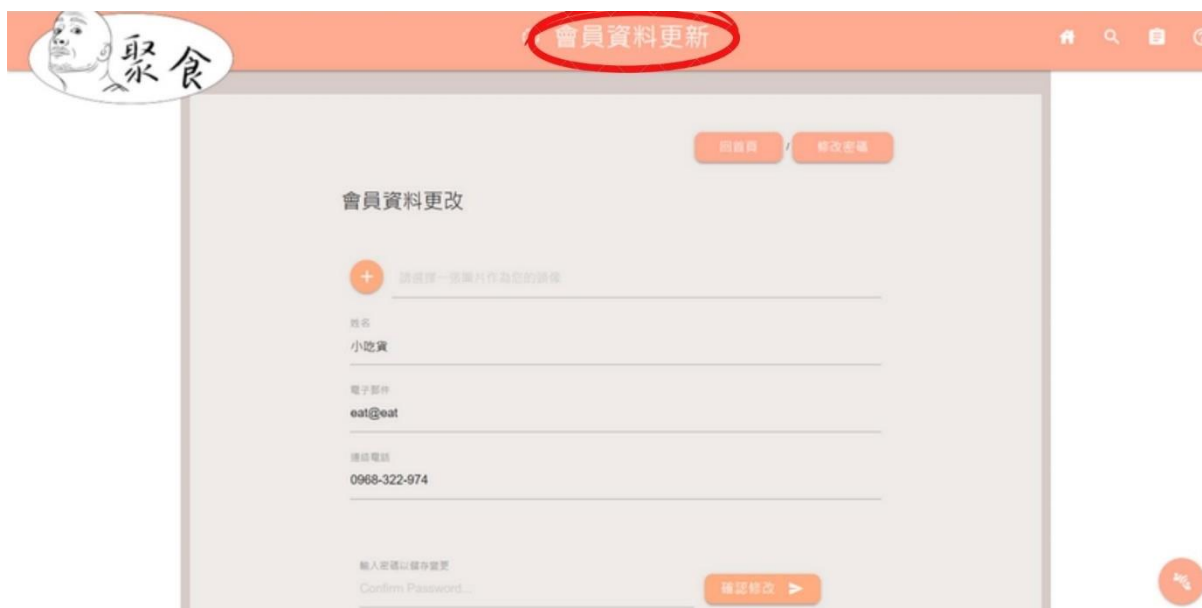 聚食
會員資料更新
回首頁 / 修改密碼
會員資料更改
請選擇一張圖片作為您的頭像
姓名
小吃貨
電子郵件
eat@eat
連絡電話
0968-322-974
輸入密碼以儲存變更
Confirm Password...
確認修改